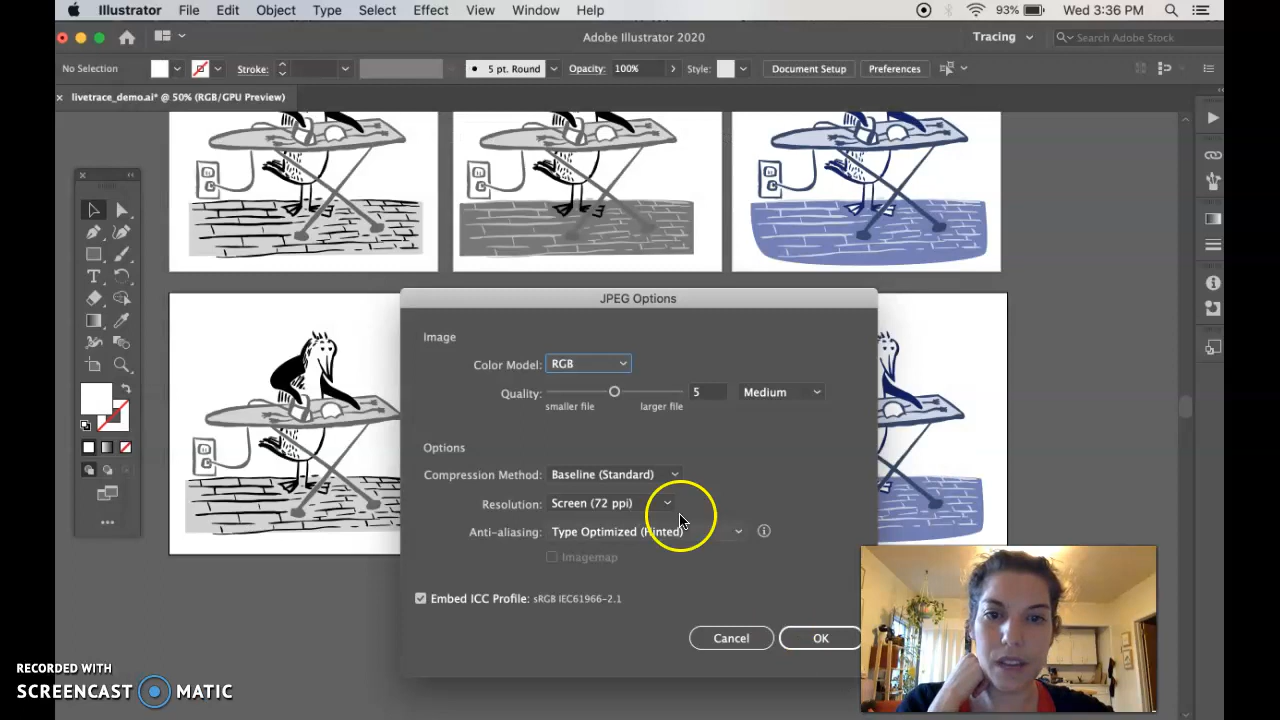 Illustrator File Edit Object Type Select Effect View Window Help 93% Wed 3:36 PM
Adobe Illustrator 2020 Tracing Search Adobe Stock
No Selection Stroke: 5 pt. Round Opacity: 100% Style: Document Setup Preferences
livetrace_demo.ai* @ 50% (RGB/GPU Preview)
JPEG Options
Image
Color Model: RGB
Quality: 5 Medium
smaller file larger file
Options
Compression Method: Baseline (Standard)
Resolution: Screen (72 ppi)
Anti-aliasing: Type Optimized (Hinted)
Imagemap
Embed ICC Profile: sRGB IEC61966-2.1
Cancel OK
RECORDED WITH
SCREENCAST MATIC